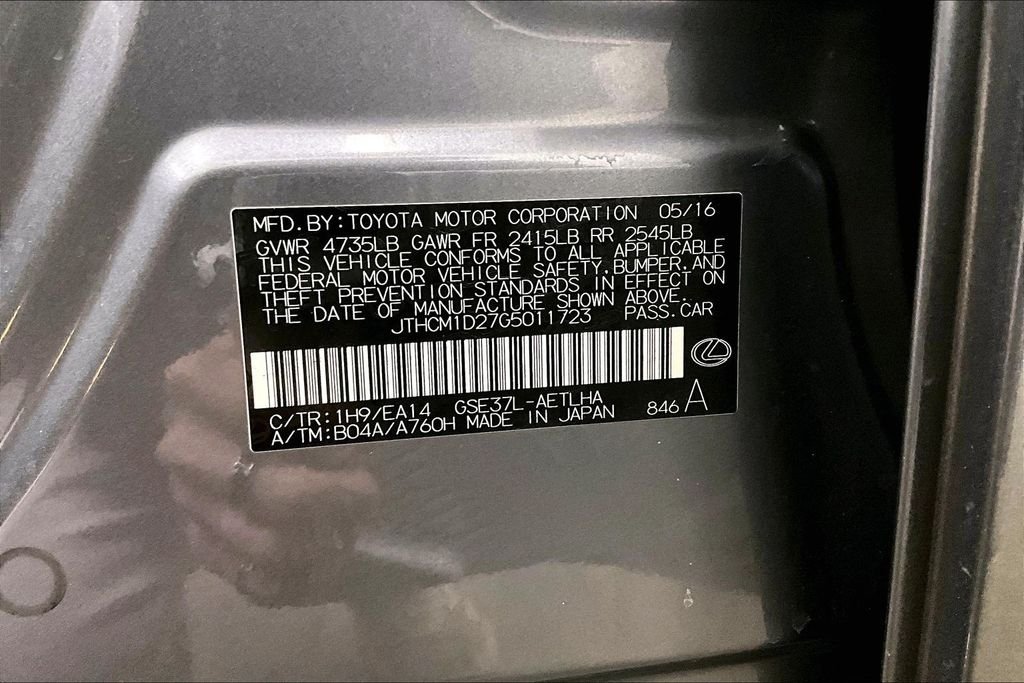 MFD.BY:TOYOTA MOTOR CORPORATION 05/16
GVWR 4735LB GAWR FR 2415LB RR 2545LB
THIS VEHICLE CONFORMS TO ALL APPLICABLE
FEDERAL MOTOR VEHICLE SAFETY,BUMPER,AND
THEFT PREVENTION STANDARDS IN EFFECT ON
THE DATE OF MANUFACTURE SHOWN ABOVE.
JTHCM1D27G5011723 PASS.CAR
C/TR:1H9/EA14 GSE37L-AETLHA
A/TM:B04A/A760H MADE IN JAPAN 846 A